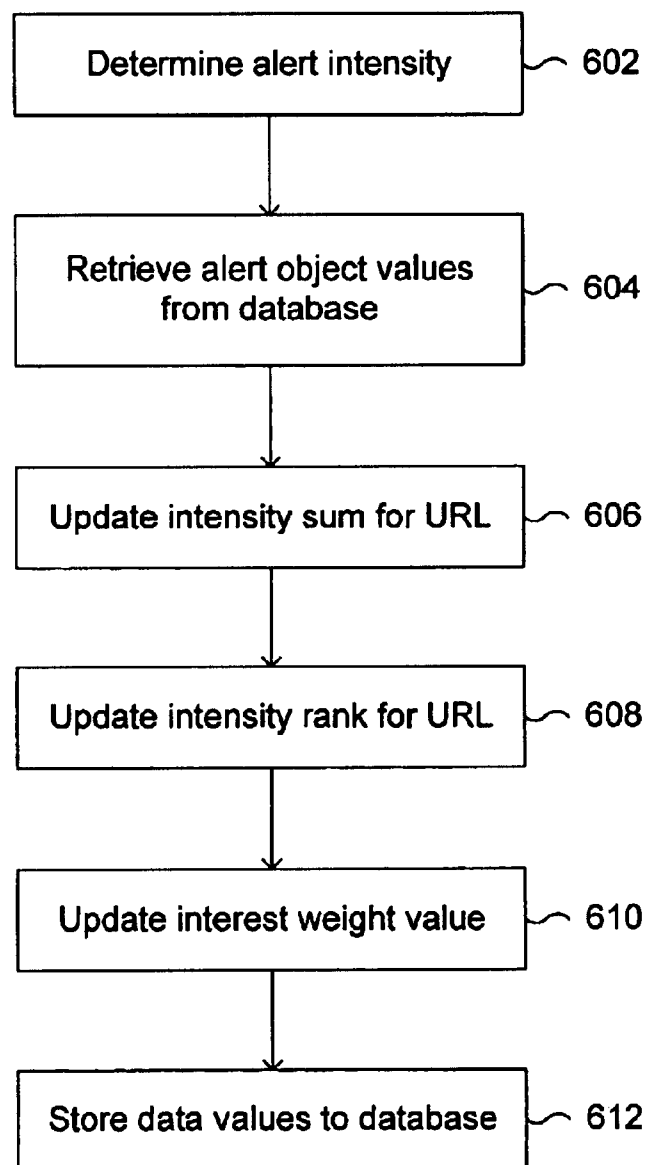 Determine alert intensity 602
Retrieve alert object values
from database
604
Update intensity sum for URL 606
Update intensity rank for URL 608
Update interest weight value 610
Store data values to database 612